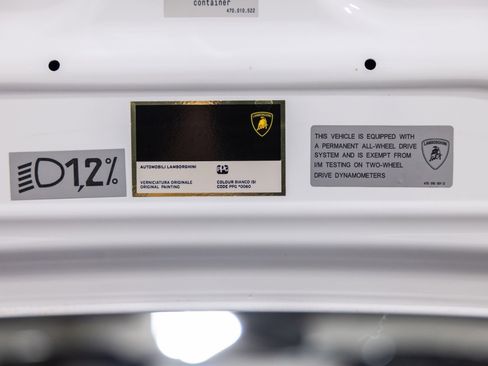 container
470.010.522
1,2%
AUTOMOBILI LAMBORGHINI
PPG
VERNICIATURA ORIGINALE
ORIGINAL PAINTING
COLOUR BIANCO ISI
CODE PPG *0060
THIS VEHICLE IS EQUIPPED WITH
A PERMANENT ALL-WHEEL DRIVE
SYSTEM AND IS EXEMPT FROM
I/M TESTING ON TWO-WHEEL
DRIVE DYNAMOMETERS
LAMBORGHINI